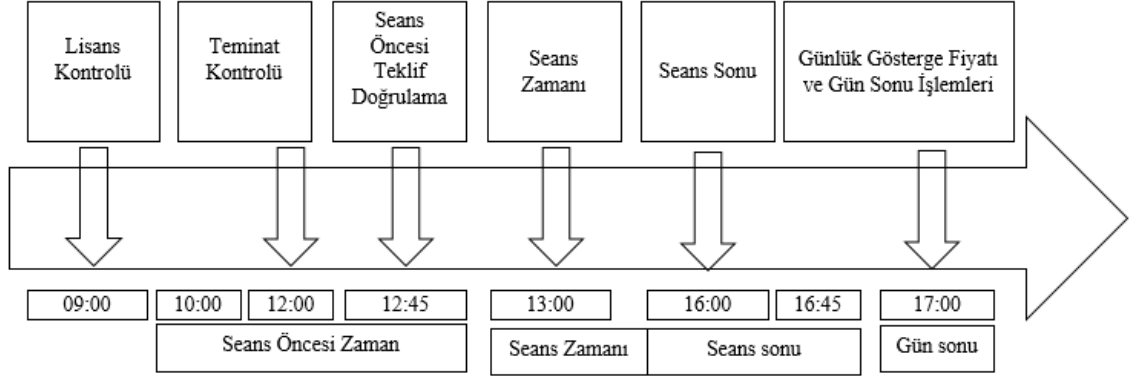 Lisans
Kontrolü
Teminat
Kontrolü
Seans
Öncesi
Teklif
Doğrulama
Seans
Zamanı
Seans Sonu
Günlük Gösterge Fiyatı
ve Gün Sonu İşlemleri
09:00
10:00
12:00
12:45
13:00
16:00
16:45
17:00
Seans Öncesi Zaman
Seans Zamanı
Seans sonu
Gün sonu